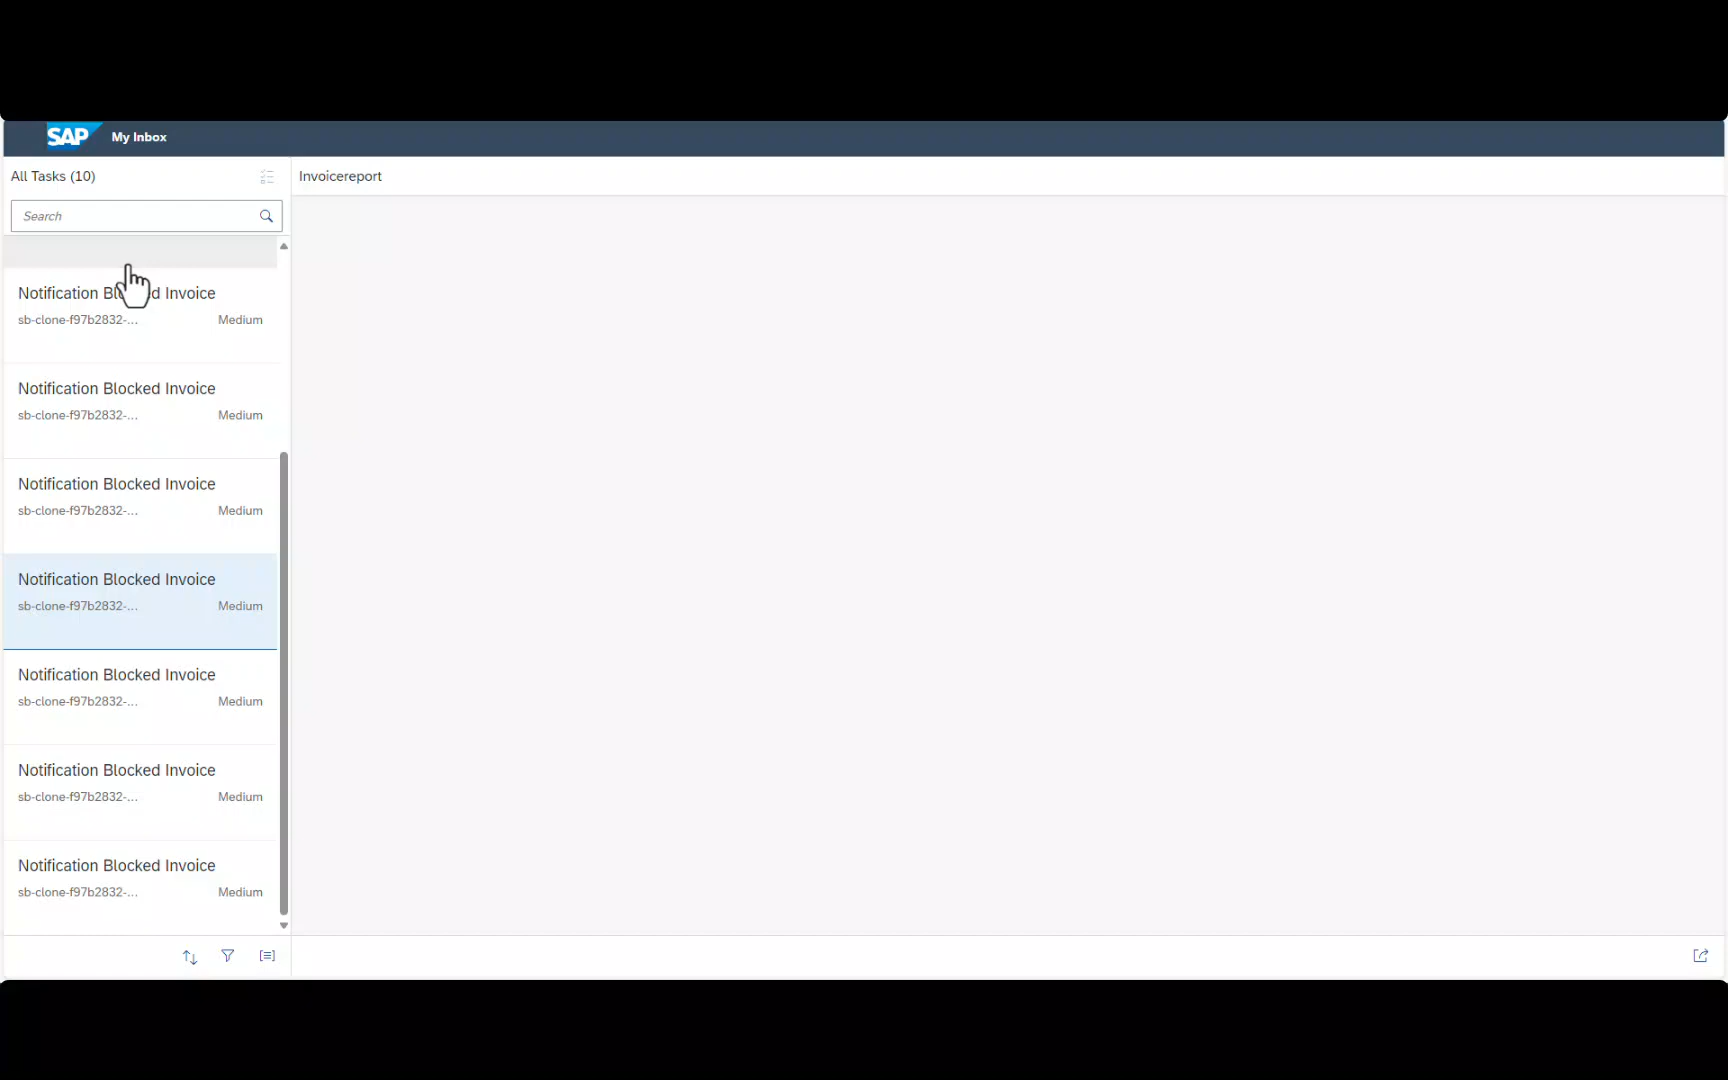 SAP My Inbox
All Tasks (10)
Invoicereport
Search
Notification Blocked Invoice
sb-clone-f97b2832-... Medium
Notification Blocked Invoice
sb-clone-f97b2832-... Medium
Notification Blocked Invoice
sb-clone-f97b2832-... Medium
Notification Blocked Invoice
sb-clone-f97b2832-... Medium
Notification Blocked Invoice
sb-clone-f97b2832-... Medium
Notification Blocked Invoice
sb-clone-f97b2832-... Medium
Notification Blocked Invoice
sb-clone-f97b2832-... Medium